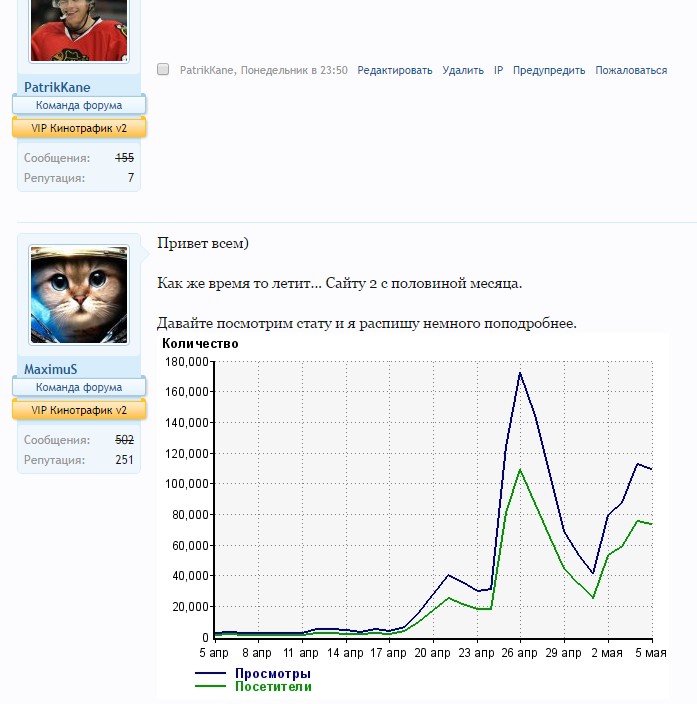 PatrikKane, Понедельник в 23:50 Редактировать Удалить IP Предупредить Пожаловаться
PatrikKane
Команда форума
VIP Кинотрафик v2
Сообщения: 155
Репутация: 7
Привет всем)
Как же время то летит... Сайту 2 с половиной месяца.
Давайте посмотрим стату и я распишу немного поподробнее.
MaximuS
Команда форума
VIP Кинотрафик v2
Сообщения: 502
Репутация: 251
Количество
180,000
160,000
140,000
120,000
100,000
80,000
60,000
40,000
20,000
0
5 апр 8 апр 11 апр 14 апр 17 апр 20 апр 23 апр 26 апр 29 апр 2 мая 5 мая
Просмотры
Посетители